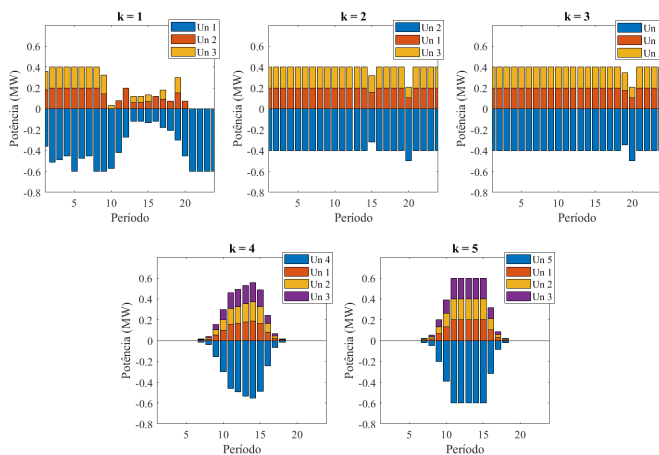 k = 1
Un 1
Un 2
Un 3
Potência (MW)
0.6
0.4
0.2
0
-0.2
-0.4
-0.6
-0.8
5
10
15
20
Período
k = 2
Un 2
Un 1
Un 3
Potência (MW)
0.6
0.4
0.2
0
-0.2
-0.4
-0.6
-0.8
5
10
15
20
Período
k = 3
Un
Un
Un
Potência (MW)
0.6
0.4
0.2
0
-0.2
-0.4
-0.6
-0.8
5
10
15
20
Período
k = 4
Un 4
Un 1
Un 2
Un 3
Potência (MW)
0.6
0.4
0.2
0
-0.2
-0.4
-0.6
-0.8
5
10
15
20
Período
k = 5
Un 5
Un 1
Un 2
Un 3
Potência (MW)
0.6
0.4
0.2
0
-0.2
-0.4
-0.6
-0.8
5
10
15
20
Período